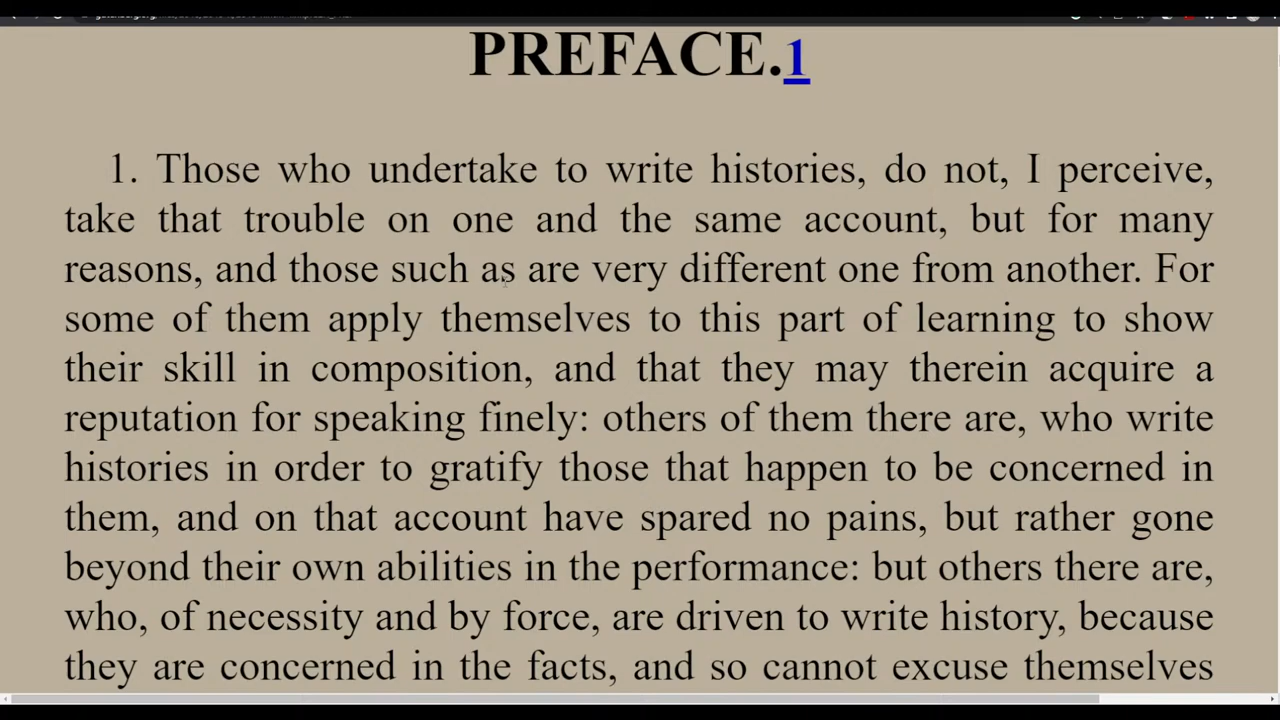 PREFACE.1
1. Those who undertake to write histories, do not, I perceive,
take that trouble on one and the same account, but for many
reasons, and those such as are very different one from another. For
some of them apply themselves to this part of learning to show
their skill in composition, and that they may therein acquire a
reputation for speaking finely: others of them there are, who write
histories in order to gratify those that happen to be concerned in
them, and on that account have spared no pains, but rather gone
beyond their own abilities in the performance: but others there are,
who, of necessity and by force, are driven to write history, because
they are concerned in the facts, and so cannot excuse themselves